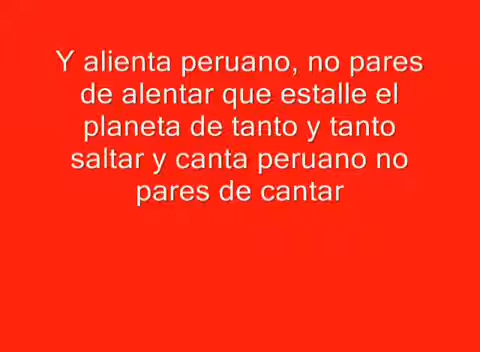 Y alienta peruano, no pares
de alentar que estalle el
planeta de tanto y tanto
saltar y canta peruano no
pares de cantar